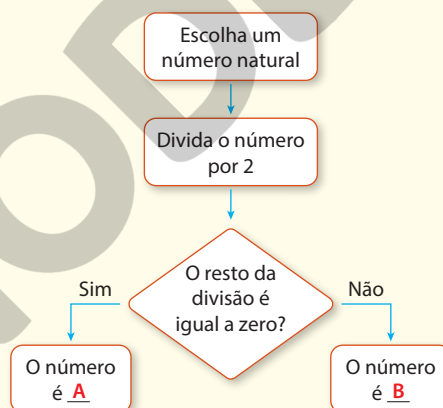 Escolha um
número natural
Divida o número
por 2
O resto da
divisão é
igual a zero?
Sim
Não
O número
é A
O número
é B